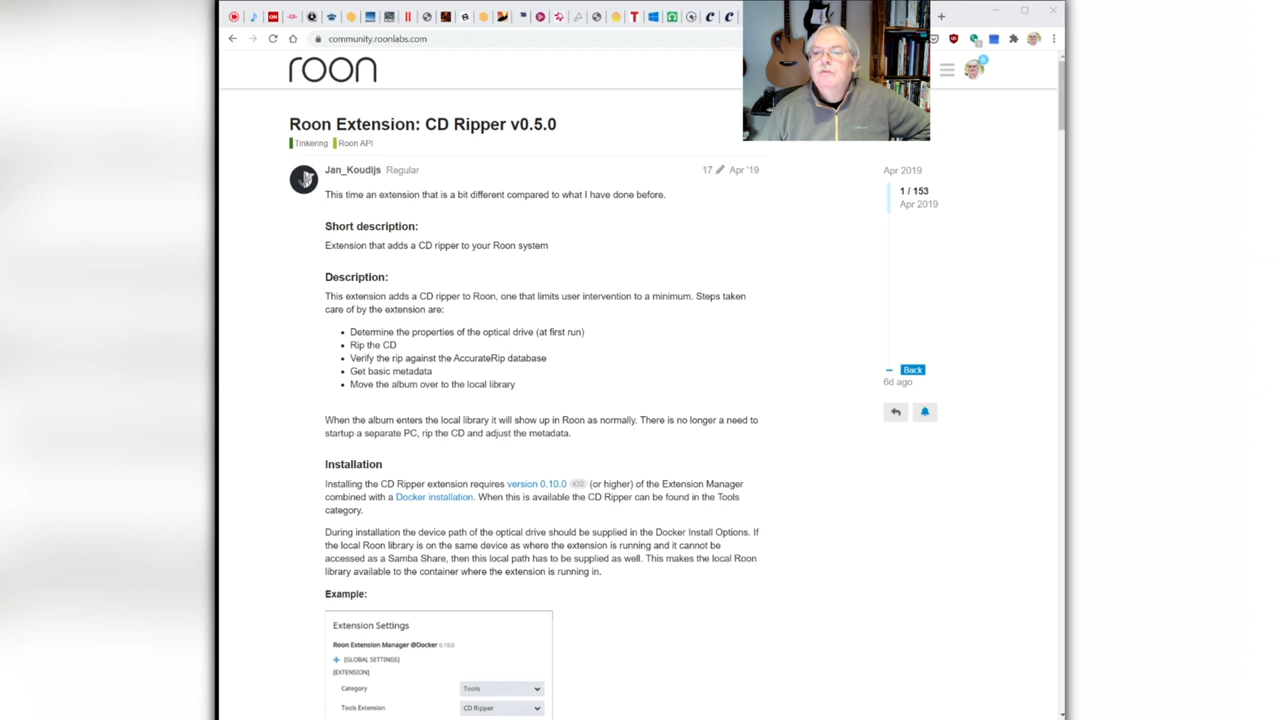 community.roonlabs.com
roon
Roon Extension: CD Ripper v0.5.0
Tinkering Roon API
Jan_Koudijs Regular 17 Apr '19
This time an extension that is a bit different compared to what I have done before.
Short description:
Extension that adds a CD ripper to your Roon system
Description:
This extension adds a CD ripper to Roon, one that limits user intervention to a minimum. Steps taken
care of by the extension are:
• Determine the properties of the optical drive (at first run)
• Rip the CD
• Verify the rip against the AccurateRip database
• Get basic metadata
• Move the album over to the local library
When the album enters the local library it will show up in Roon as normally. There is no longer a need to
startup a separate PC, rip the CD and adjust the metadata.
Installation
Installing the CD Ripper extension requires version 0.10.0 432 (or higher) of the Extension Manager
combined with a Docker installation. When this is available the CD Ripper can be found in the Tools
category.
During installation the device path of the optical drive should be supplied in the Docker Install Options. If
the local Roon library is on the same device as where the extension is running and it cannot be
accessed as a Samba Share, then this local path has to be supplied as well. This makes the local Roon
library available to the container where the extension is running in.
Example:
Extension Settings
Roon Extension Manager @Docker 0.10.0
+ [GLOBAL SETTINGS]
[EXTENSION]
Category Tools
Tools Extension CD Ripper
Apr 2019
1 / 153
Apr 2019
Back
6d ago